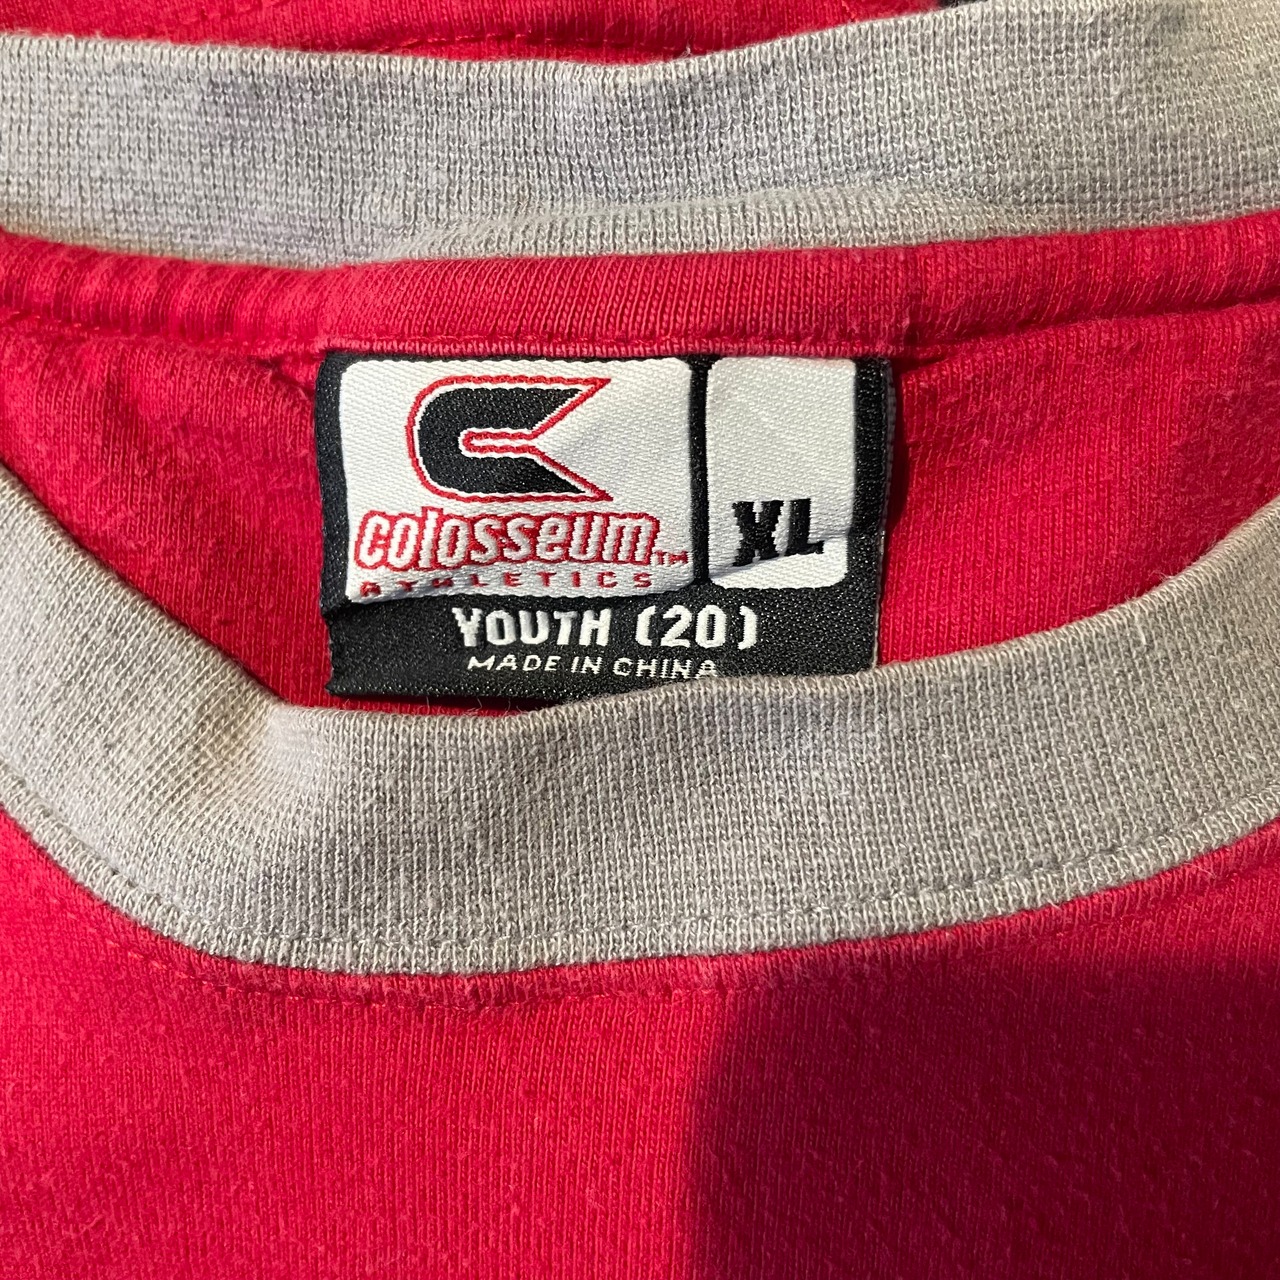 colosseum™
ATHLETICS
XL
YOUTH (20)
MADE IN CHINA